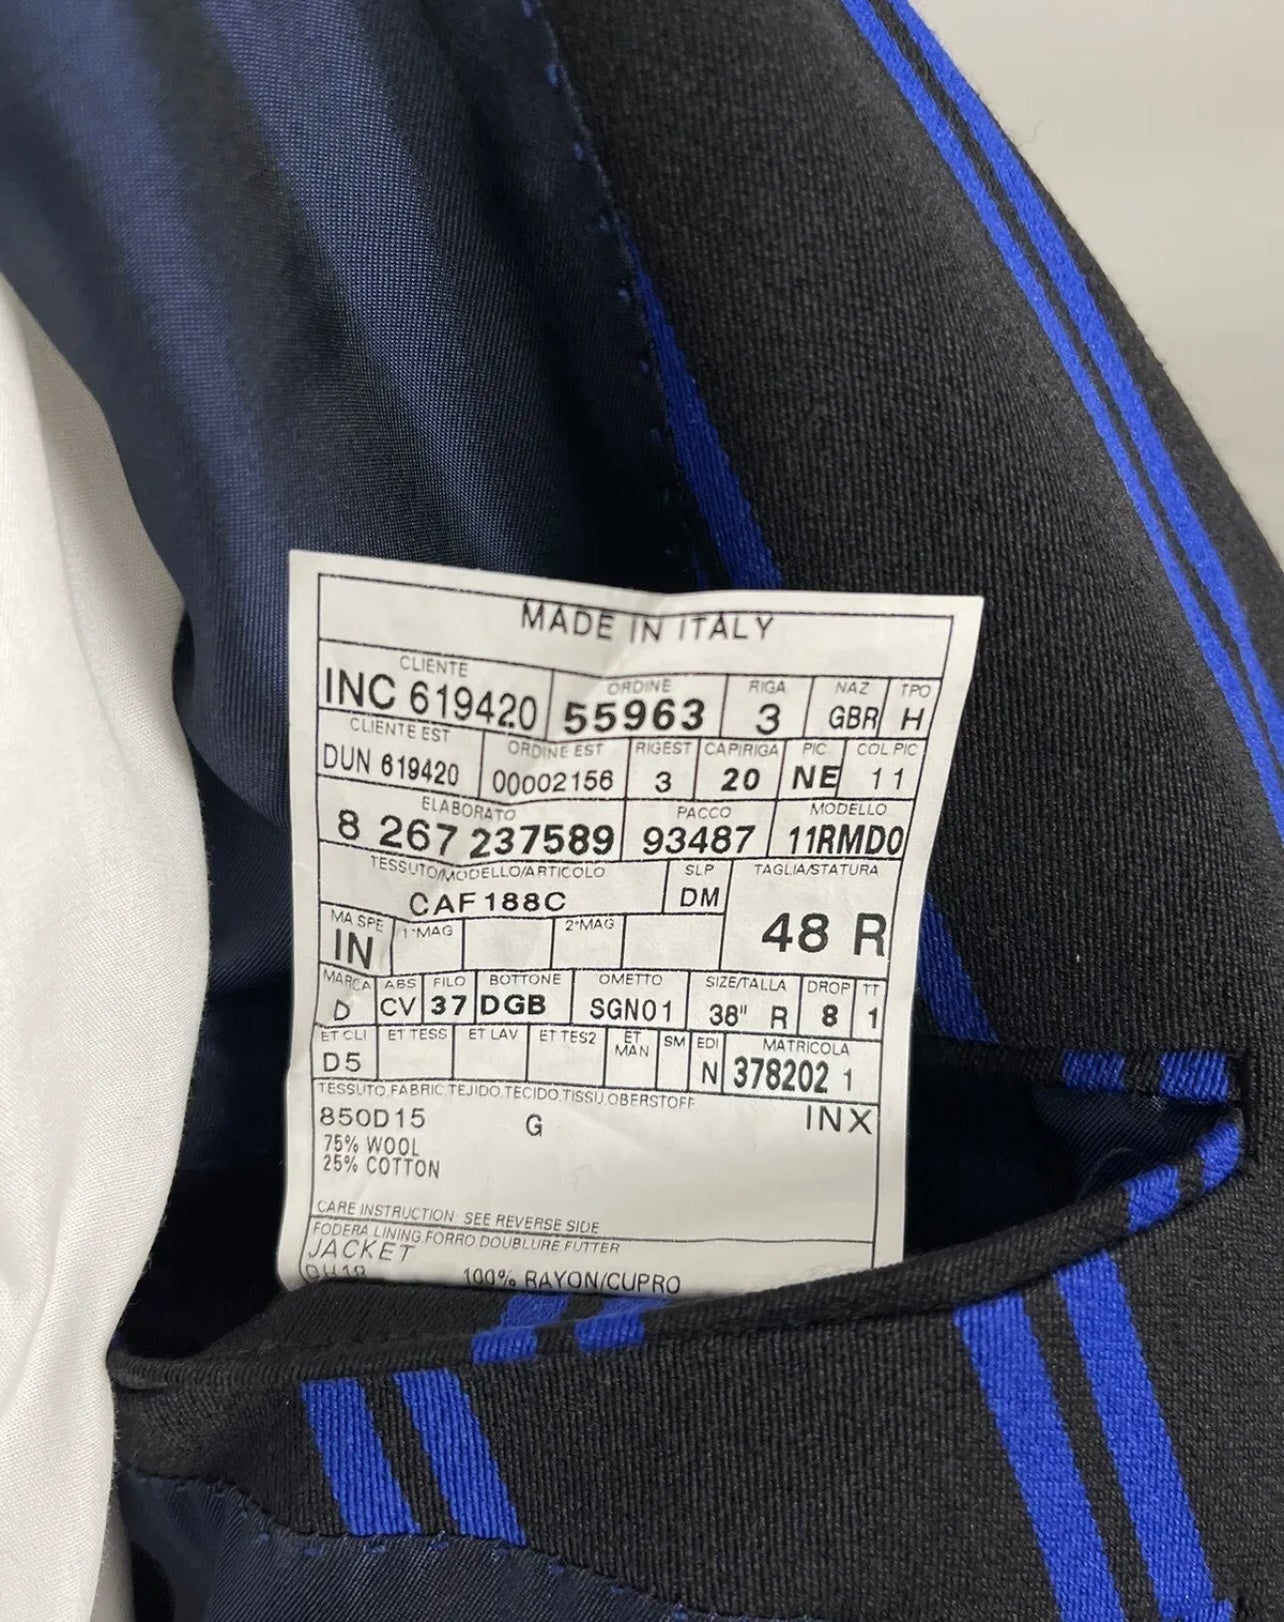 MADE IN ITALY
CLIENTE ORDINE RIGA NAZ TPO
INC 619420 55963 3 GBR H
CLIENTE EST ORDINE EST RIGEST CAPIRIGA PIC COL PIC
DUN 619420 00002156 3 20 NE 11
ELABORATO PACCO MODELLO
8 267 237589 93487 11RMD0
TESSUTO/MODELLO/ARTICOLO SLP TAGLIA/STATURA
CAF188C DM 48 R
MA SPE 1°MAG 2°MAG
IN
MARCA ABS FILO BOTTONE OMETTO SIZE/TALLA DROP TT
D CV 37 DGB SGN01 38" R 8 1
ET CLI ET TESS ET LAV ET TES2 ET MAN SM EDI MATRICOLA
D5 N 378202 1
TESSUTO.FABRIC.TEJIDO.TECIDO.TISSU.OBERSTOFF
850D15 G INX
75% WOOL
25% COTTON
CARE INSTRUCTION: SEE REVERSE SIDE
FODERA.LINING.FORRO.DOUBLURE.FUTTER
JACKET
100% RAYON/CUPRO